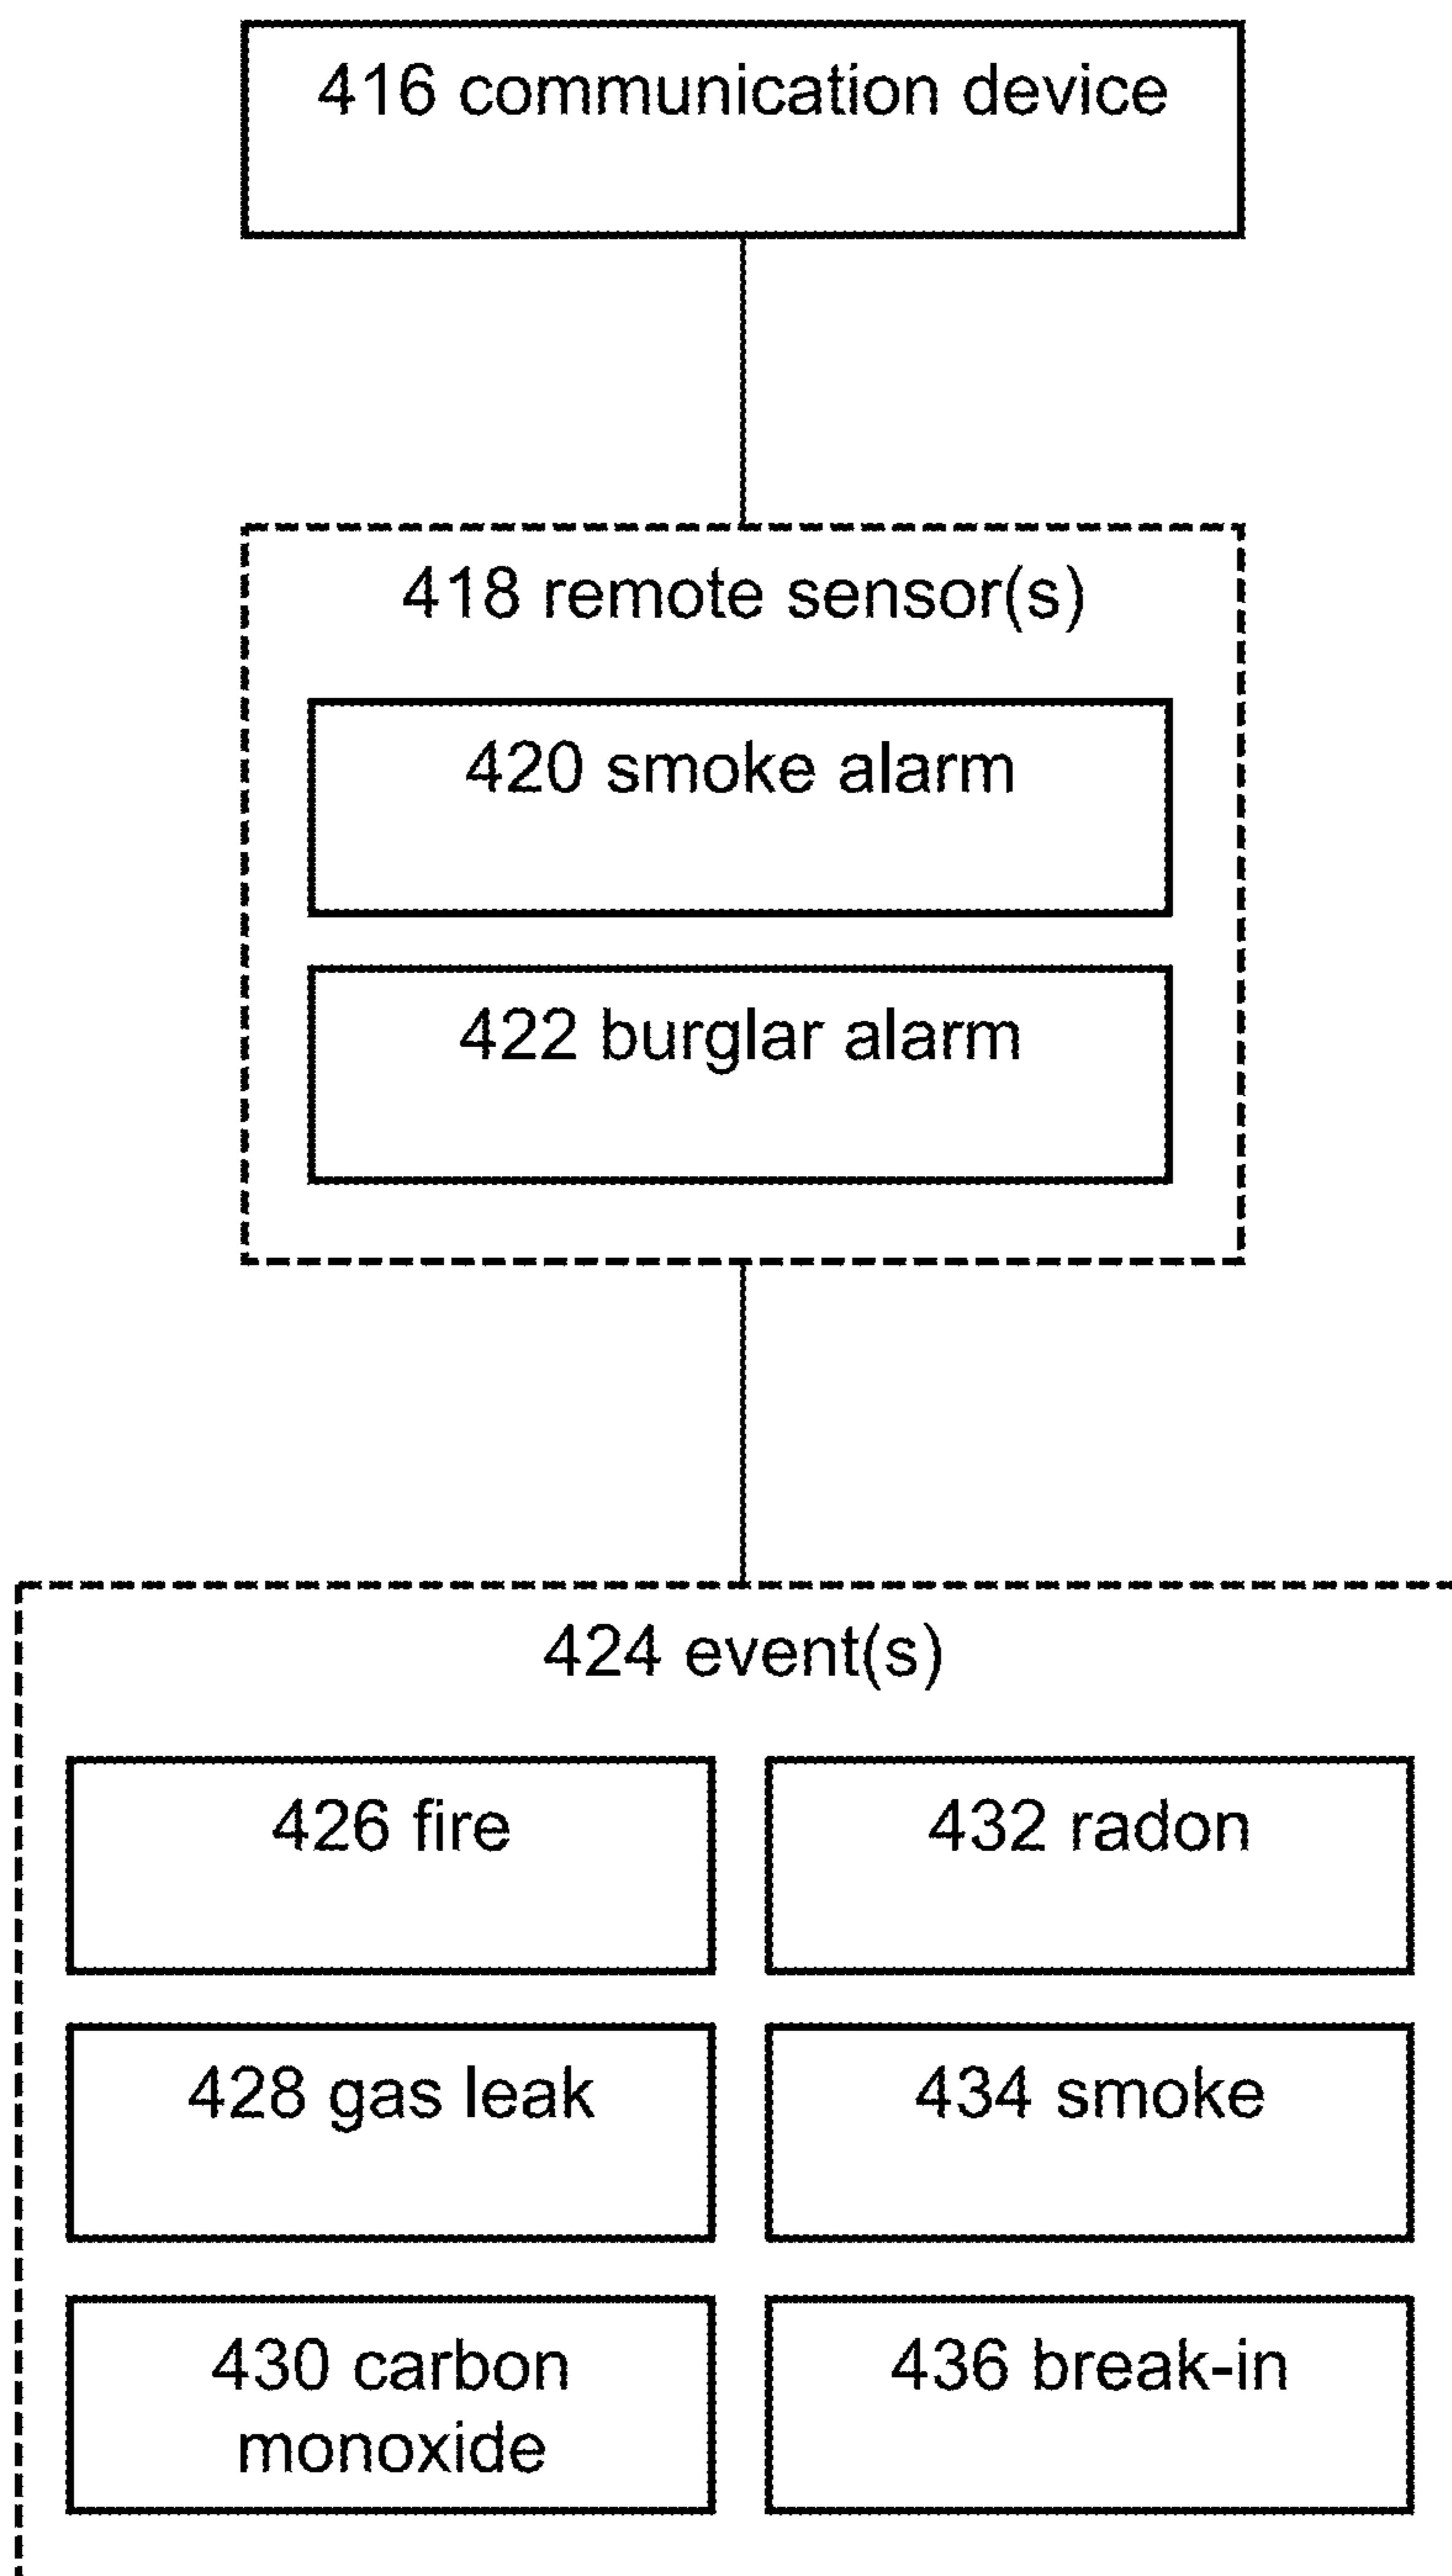 416 communication device
418 remote sensor(s)
420 smoke alarm
422 burglar alarm
424 event(s)
426 fire
432 radon
428 gas leak
434 smoke
430 carbon
monoxide
436 break-in